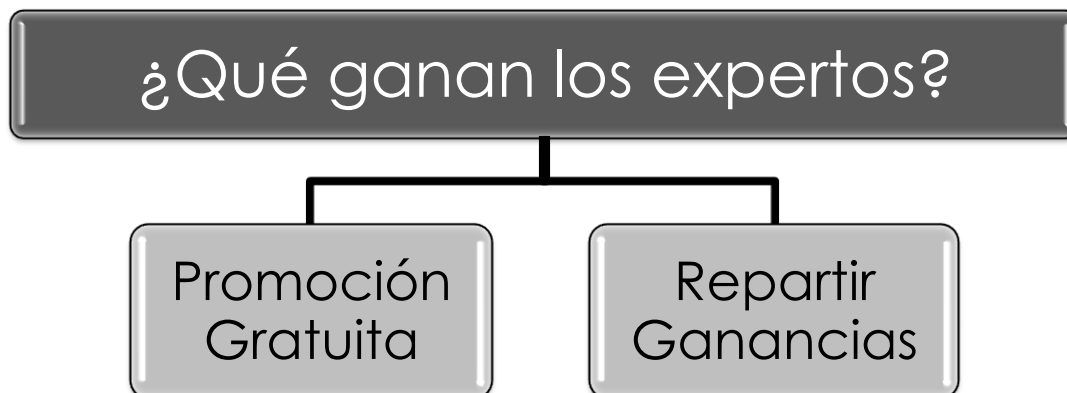 ¿Qué ganan los expertos?
Promoción
Gratuita
Repartir
Ganancias